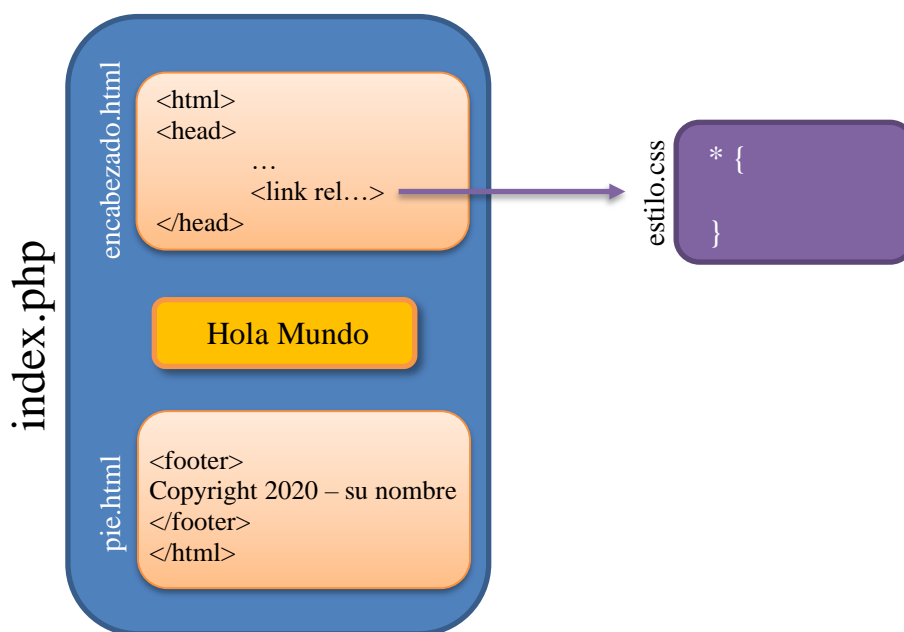 index.php
encabezado.html
<html>
<head>
…
<link rel…>
</head>
estilo.css
* {
}
Hola Mundo
pie.html
<footer>
Copyright 2020 – su nombre
</footer>
</html>